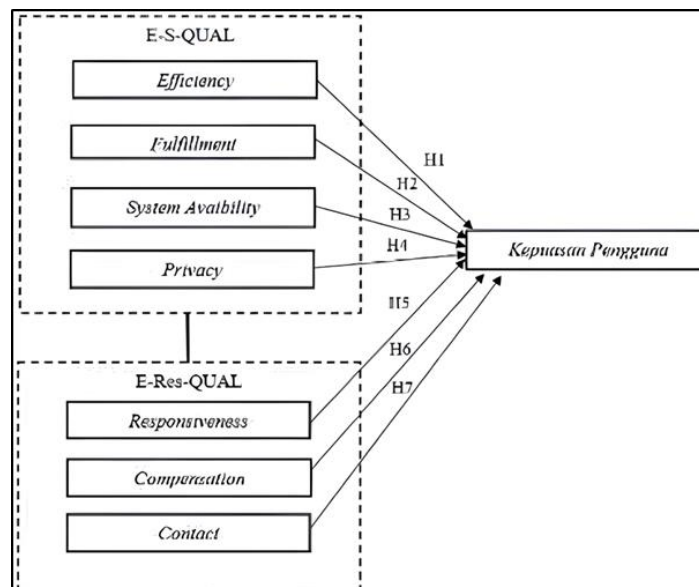 E-S-QUAL
Efficiency
Fulfillment
System Avaibility
Privacy
H1
H2
H3
H4
Kepuasan Pengguna
H5
H6
H7
E-Res-QUAL
Responsiveness
Compensation
Contact